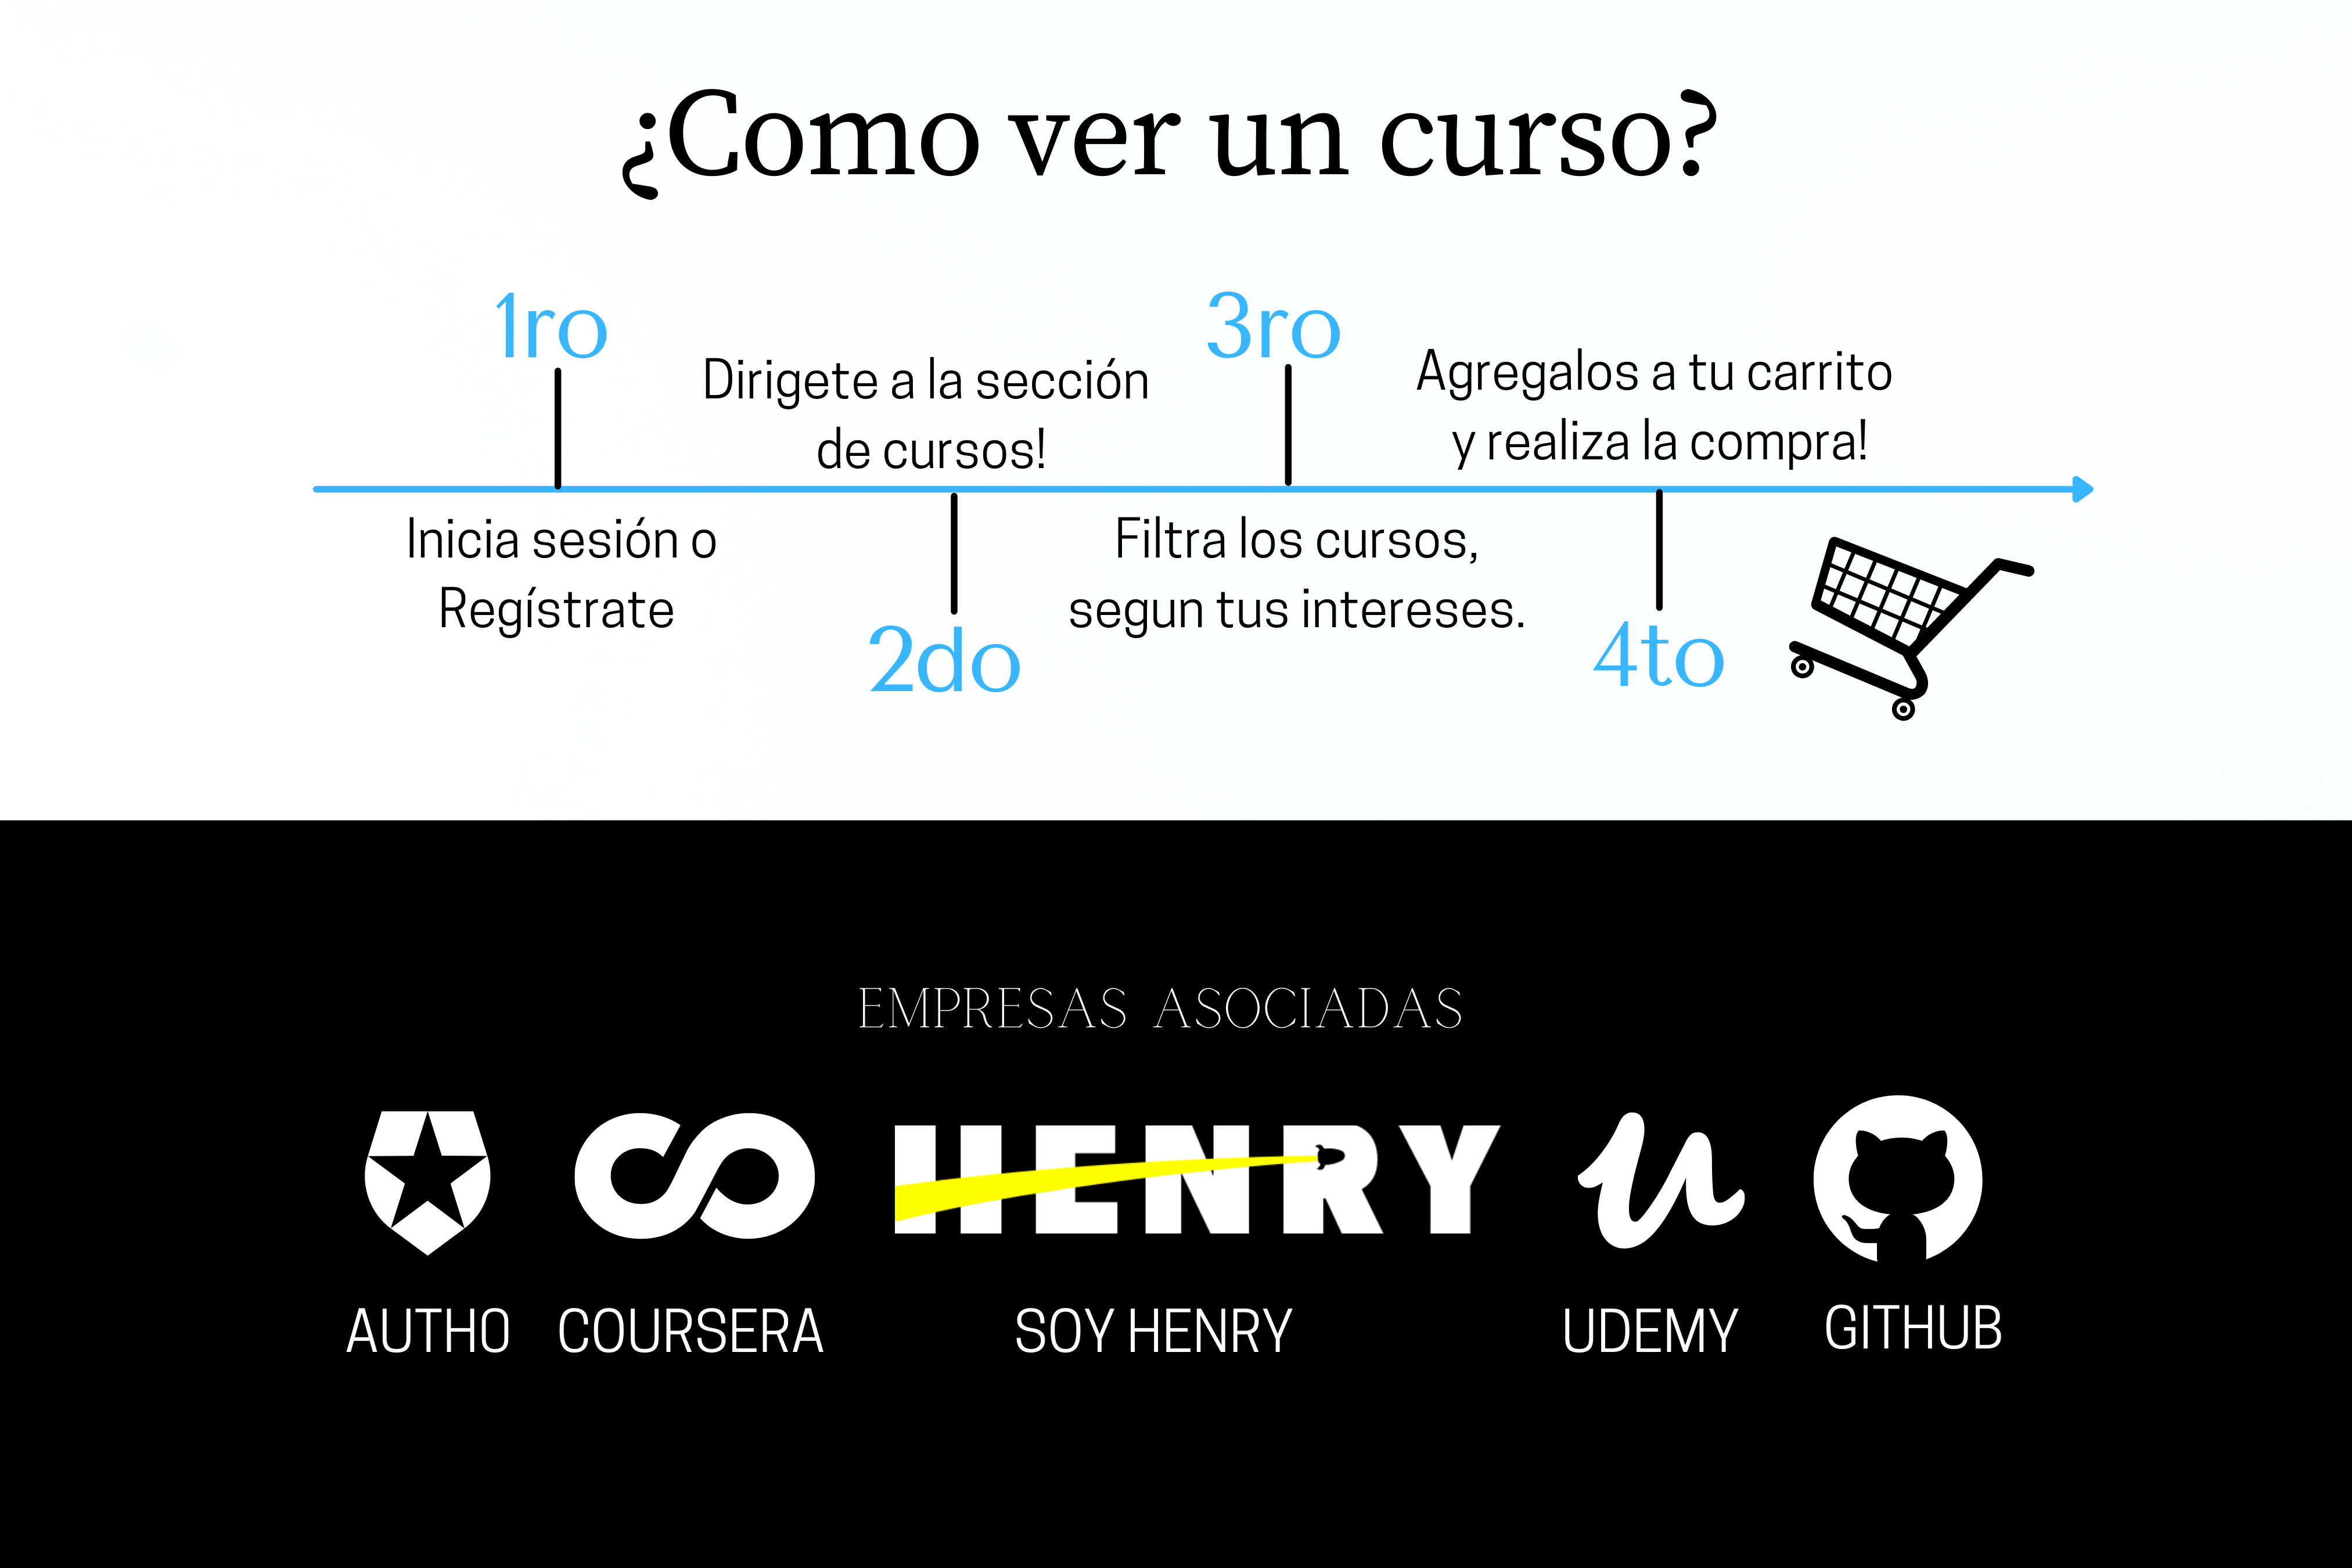 ¿Como ver un curso?
1ro
Inicia sesión o
Regístrate
2do
Dirigete a la sección
de cursos!
3ro
Filtra los cursos,
segun tus intereses.
4to
Agregalos a tu carrito
y realiza la compra!
EMPRESAS ASOCIADAS
HENRY
AUTHO
COURSERA
SOY HENRY
UDEMY
GITHUB